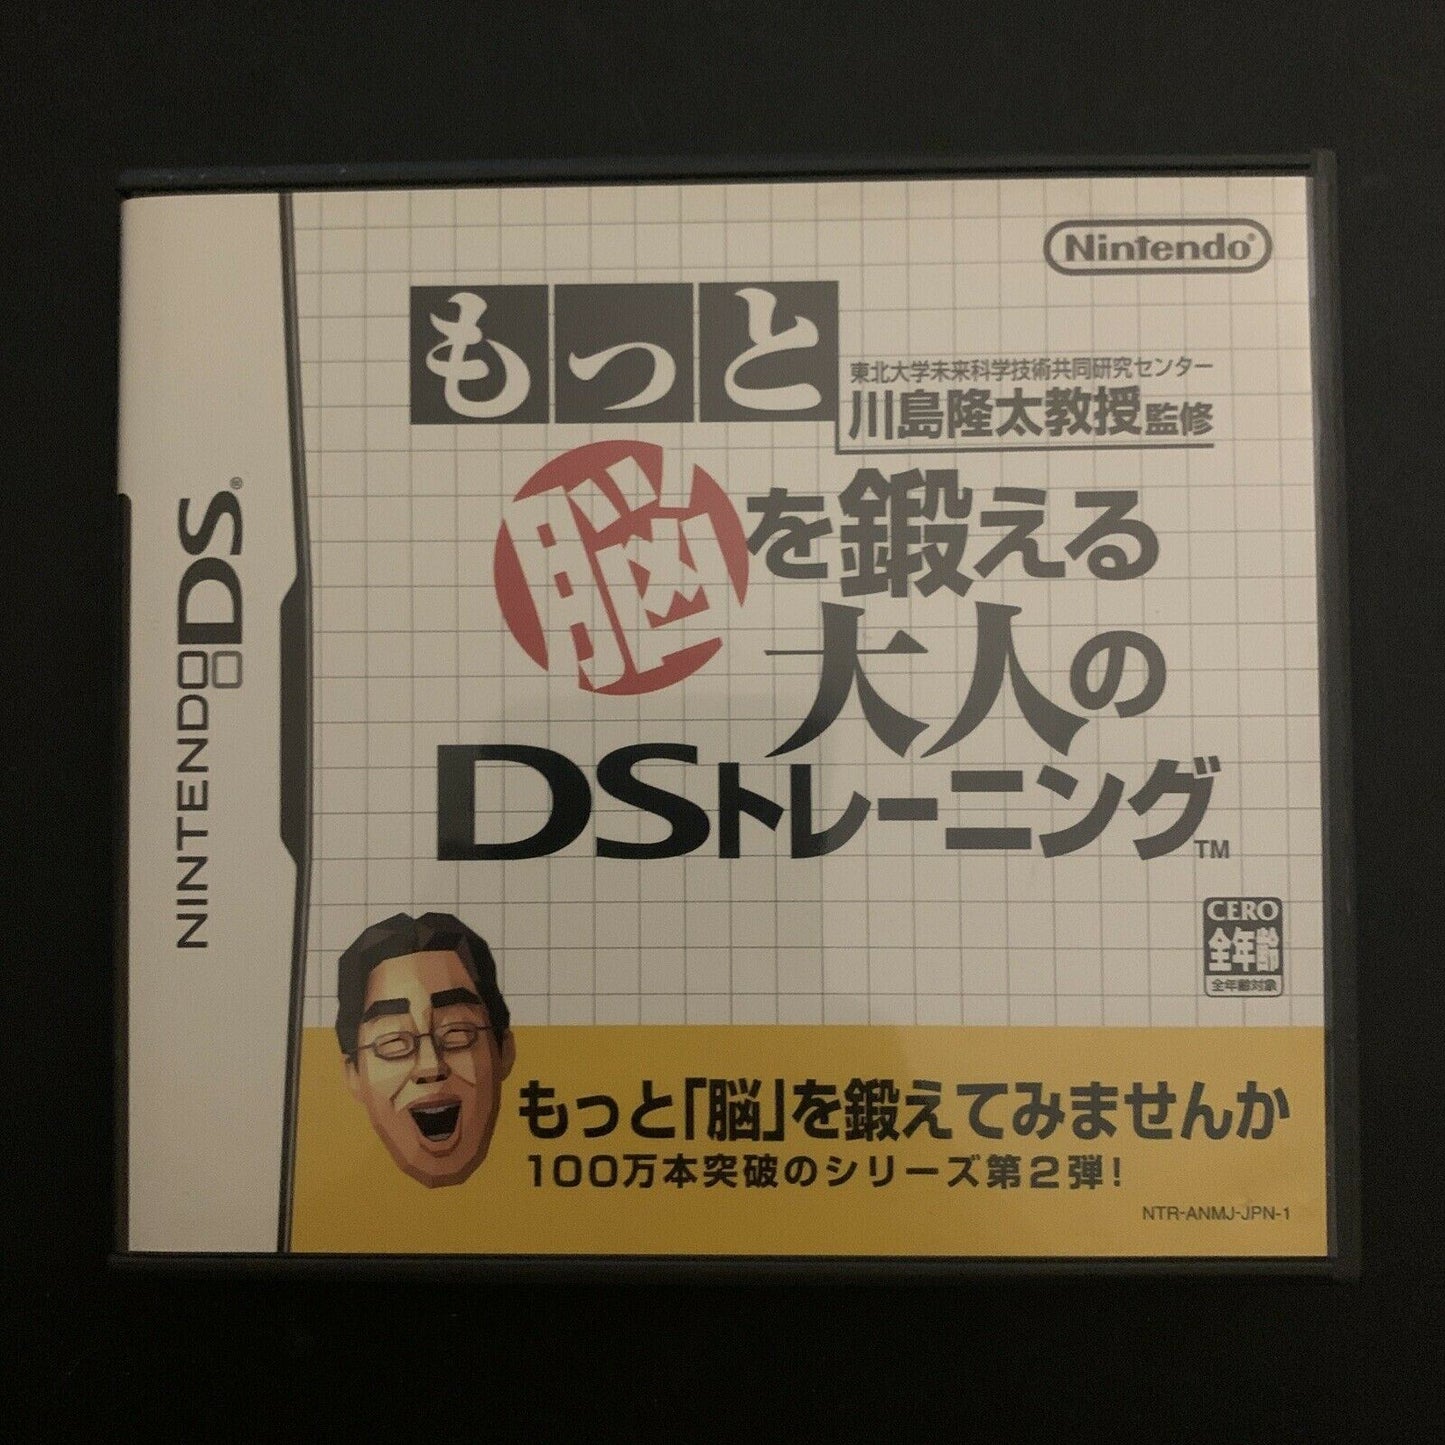 Nintendo®
もっと
東北大学未来科学技術共同研究センター
川島隆太教授監修
脳を鍛える
大人の
DSトレーニング™
NINTENDO DS®
CERO
全年齢
全年齢対象
もっと「脳」を鍛えてみませんか
100万本突破のシリーズ第2弾!
NTR-ANMJ-JPN-1